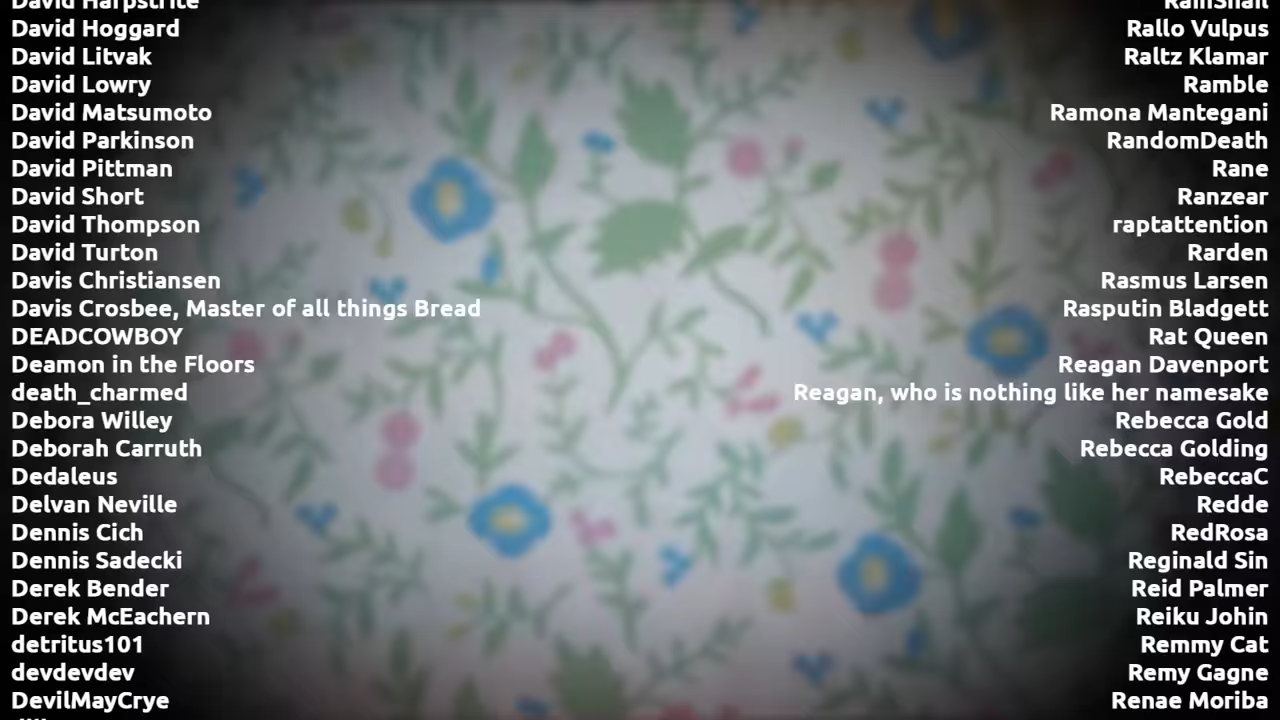 David Harpstrite
David Hoggard
David Litvak
David Lowry
David Matsumoto
David Parkinson
David Pittman
David Short
David Thompson
David Turton
Davis Christiansen
Davis Crosbee, Master of all things Bread
DEADCOWBOY
Deamon in the Floors
death_charmed
Debora Willey
Deborah Carruth
Dedaleus
Delvan Neville
Dennis Cich
Dennis Sadecki
Derek Bender
Derek McEachern
detritus101
devdevdev
DevilMayCrye
RamSnail
Rallo Vulpus
Raltz Klamar
Ramble
Ramona Mantegani
RandomDeath
Rane
Ranzear
raptattention
Rarden
Rasmus Larsen
Rasputin Bladgett
Rat Queen
Reagan Davenport
Reagan, who is nothing like her namesake
Rebecca Gold
Rebecca Golding
RebeccaC
Redde
RedRosa
Reginald Sin
Reid Palmer
Reiku Johin
Remmy Cat
Remy Gagne
Renae Moriba